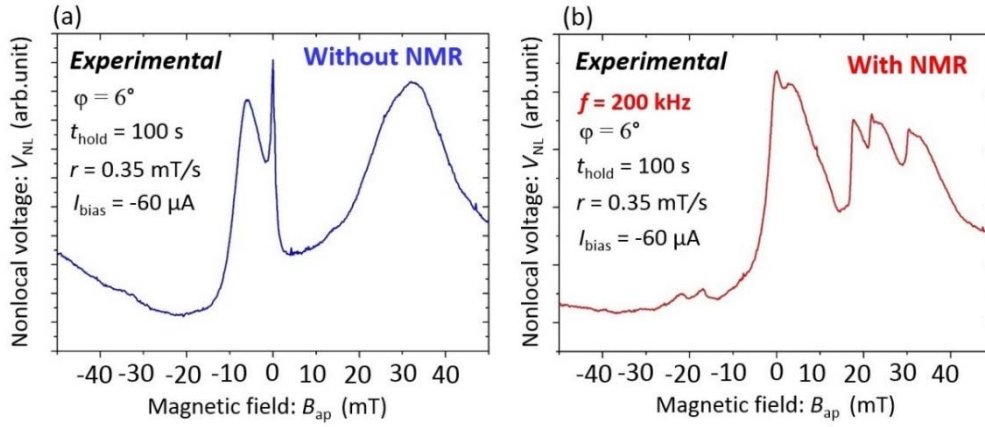 (a)
Experimental
Without NMR
φ = 6°
t_hold = 100 s
r = 0.35 mT/s
I_bias = -60 μA
Nonlocal voltage: V_NL (arb.unit)
-40 -30 -20 -10 0 10 20 30 40
Magnetic field: B_ap (mT)
(b)
Experimental
With NMR
f = 200 kHz
φ = 6°
t_hold = 100 s
r = 0.35 mT/s
I_bias = -60 μA
Nonlocal voltage: V_NL (arb.unit)
-40 -30 -20 -10 0 10 20 30 40
Magnetic field: B_ap (mT)